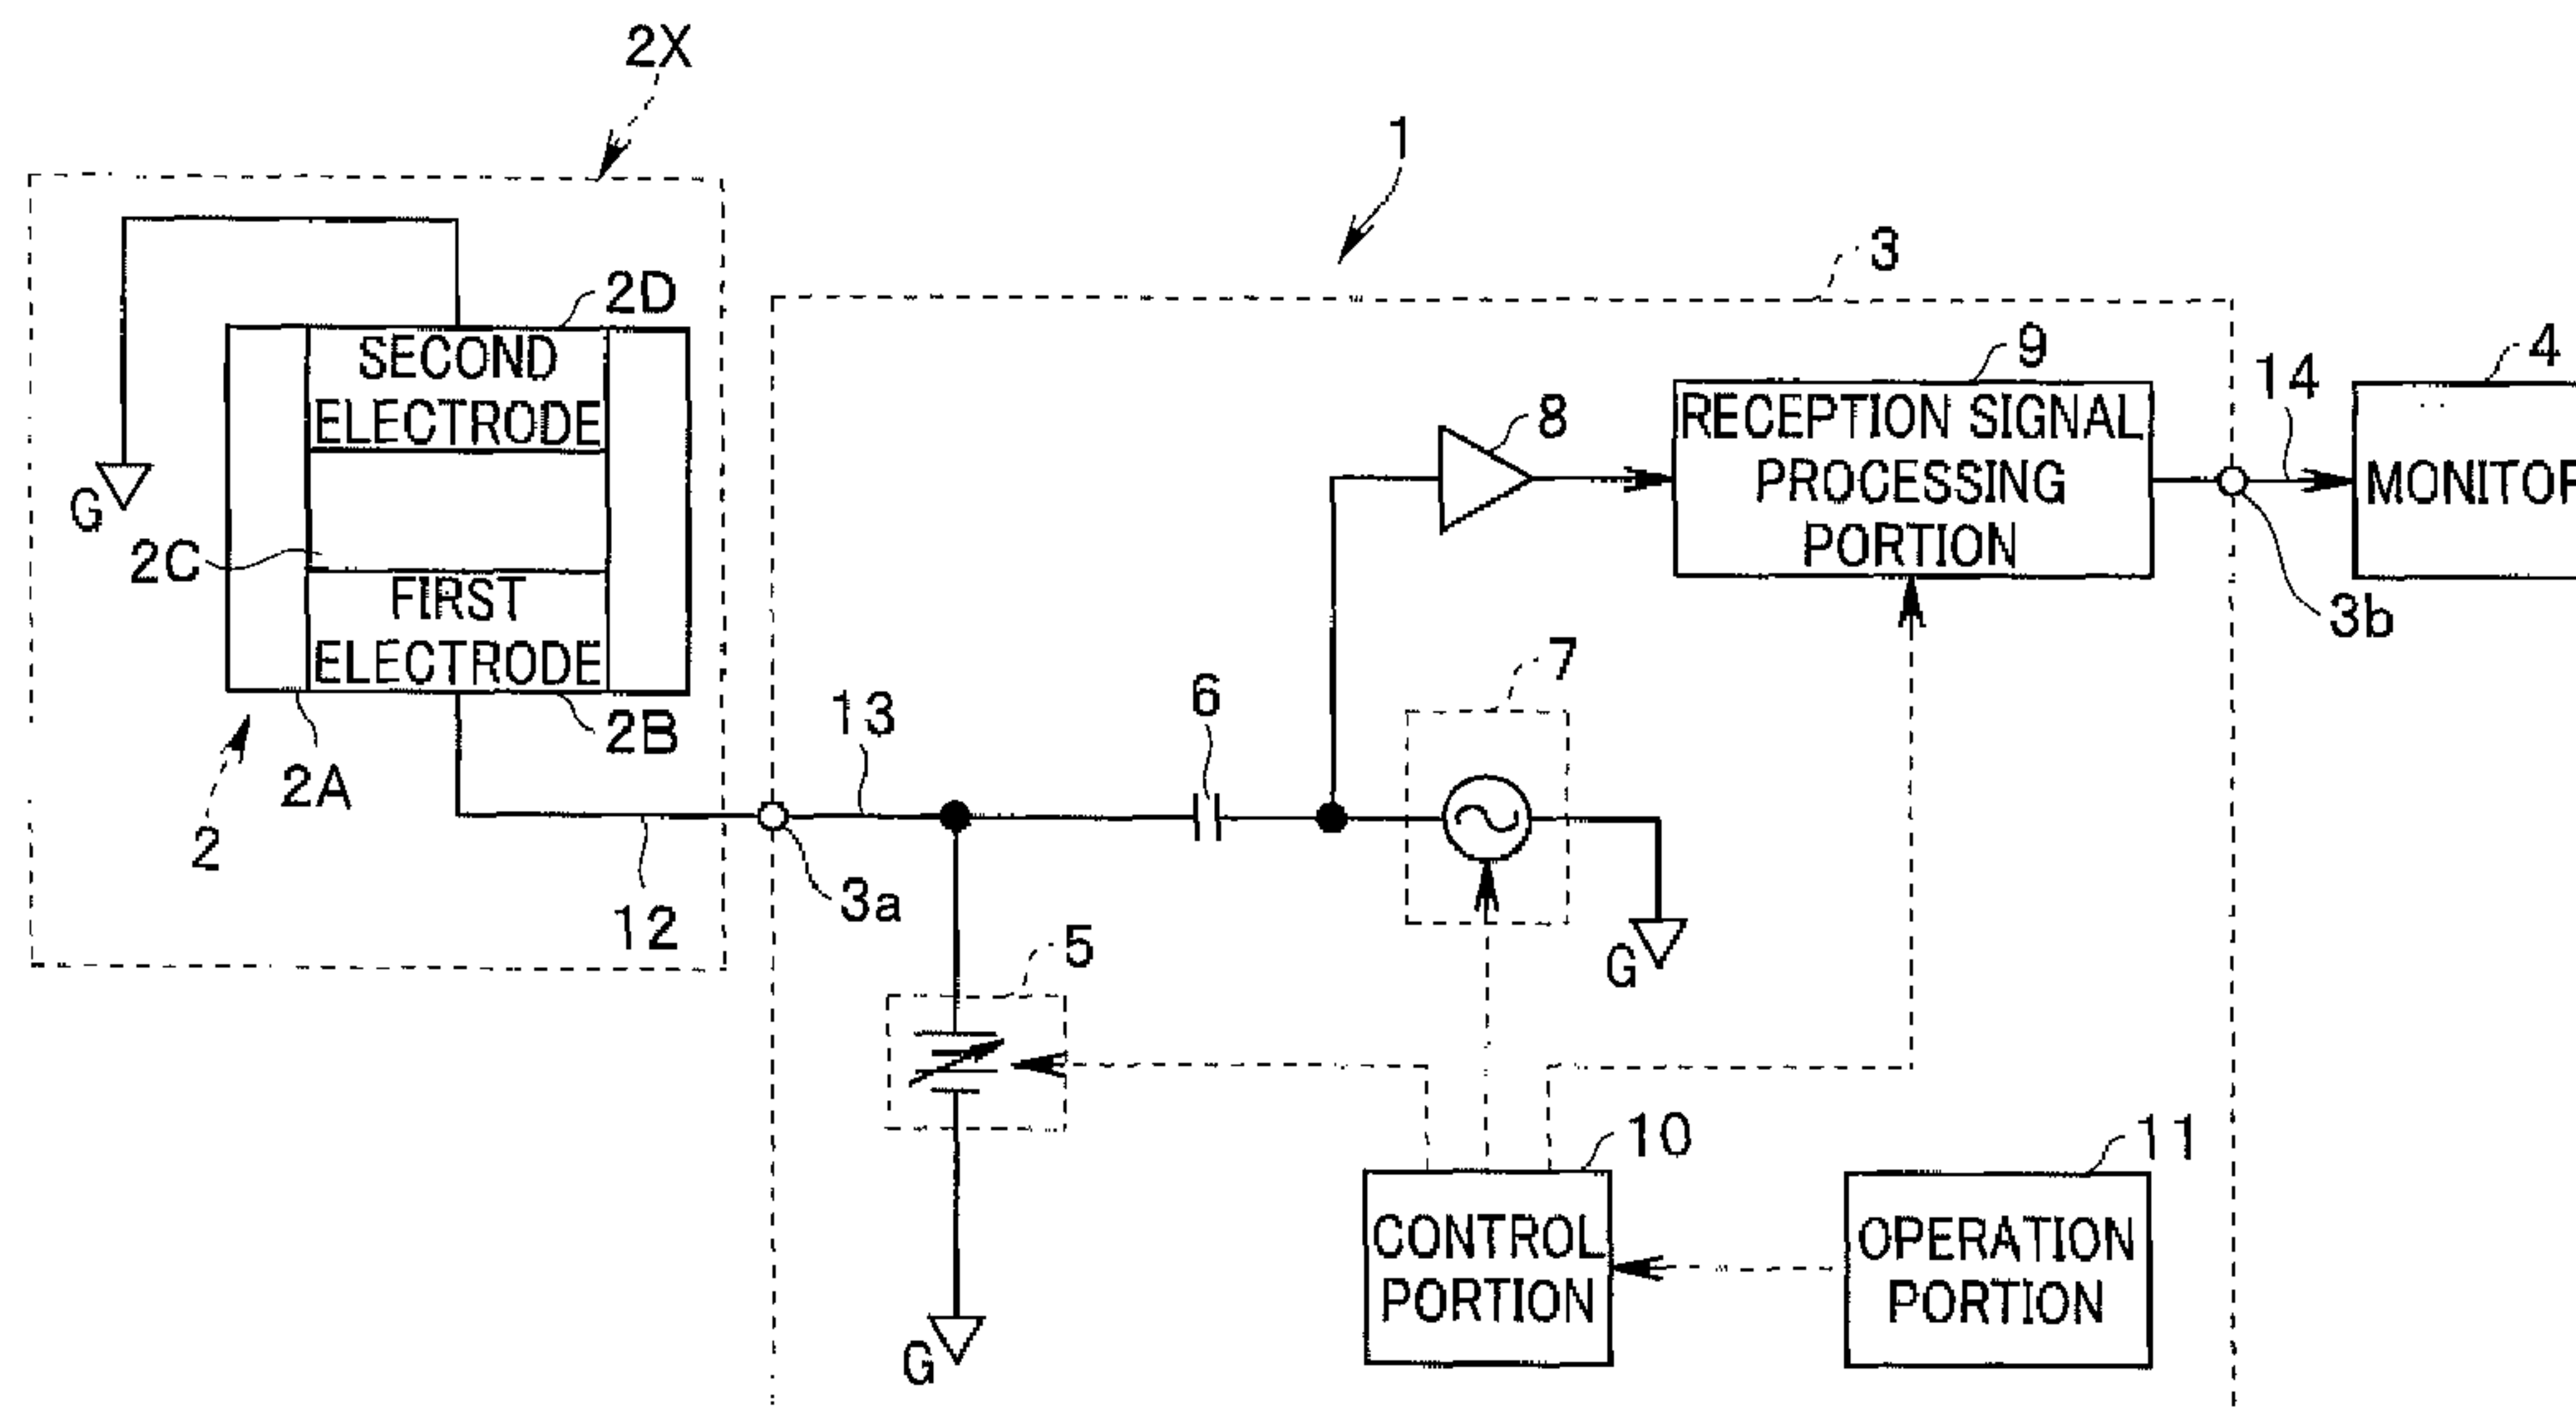 2X
1
3
2D
SECOND
ELECTRODE
9
14
4
8
RECEPTION SIGNAL
PROCESSING
PORTION
MONITOR
G
2C
FIRST
ELECTRODE
3b
7
6
13
2B
2A
2
3a
12
5
G
10
11
CONTROL
PORTION
OPERATION
PORTION
G